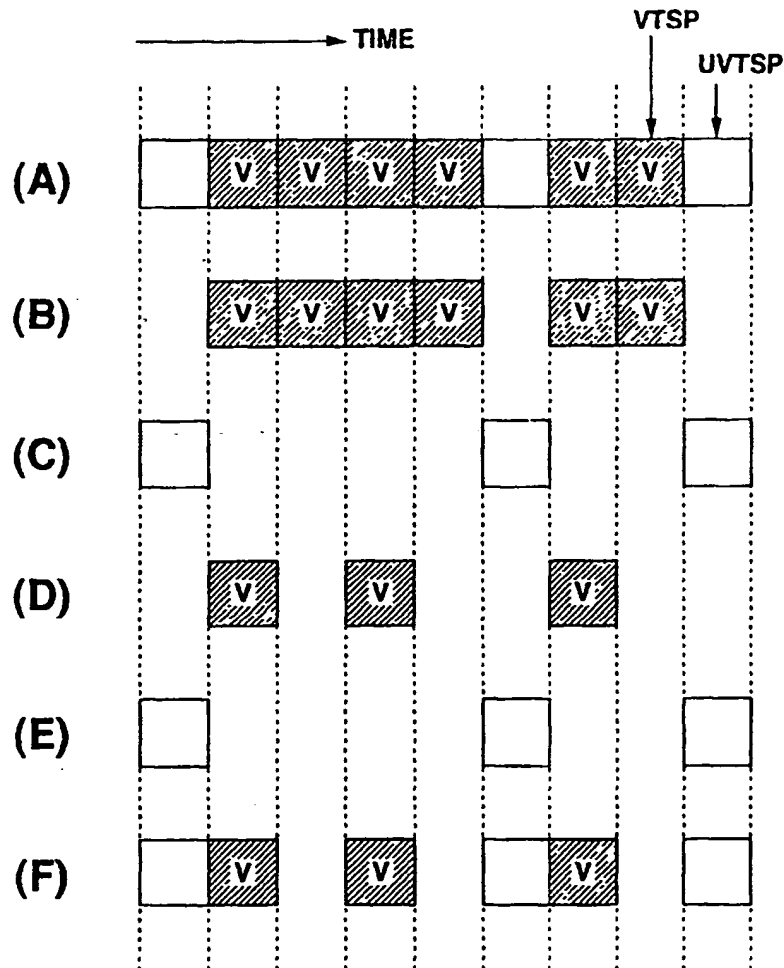 VTSP
TIME
UVTSP
(A) V V V V V V
(B) V V V V V V
(C)
(D) V V V
(E)
(F) V V V